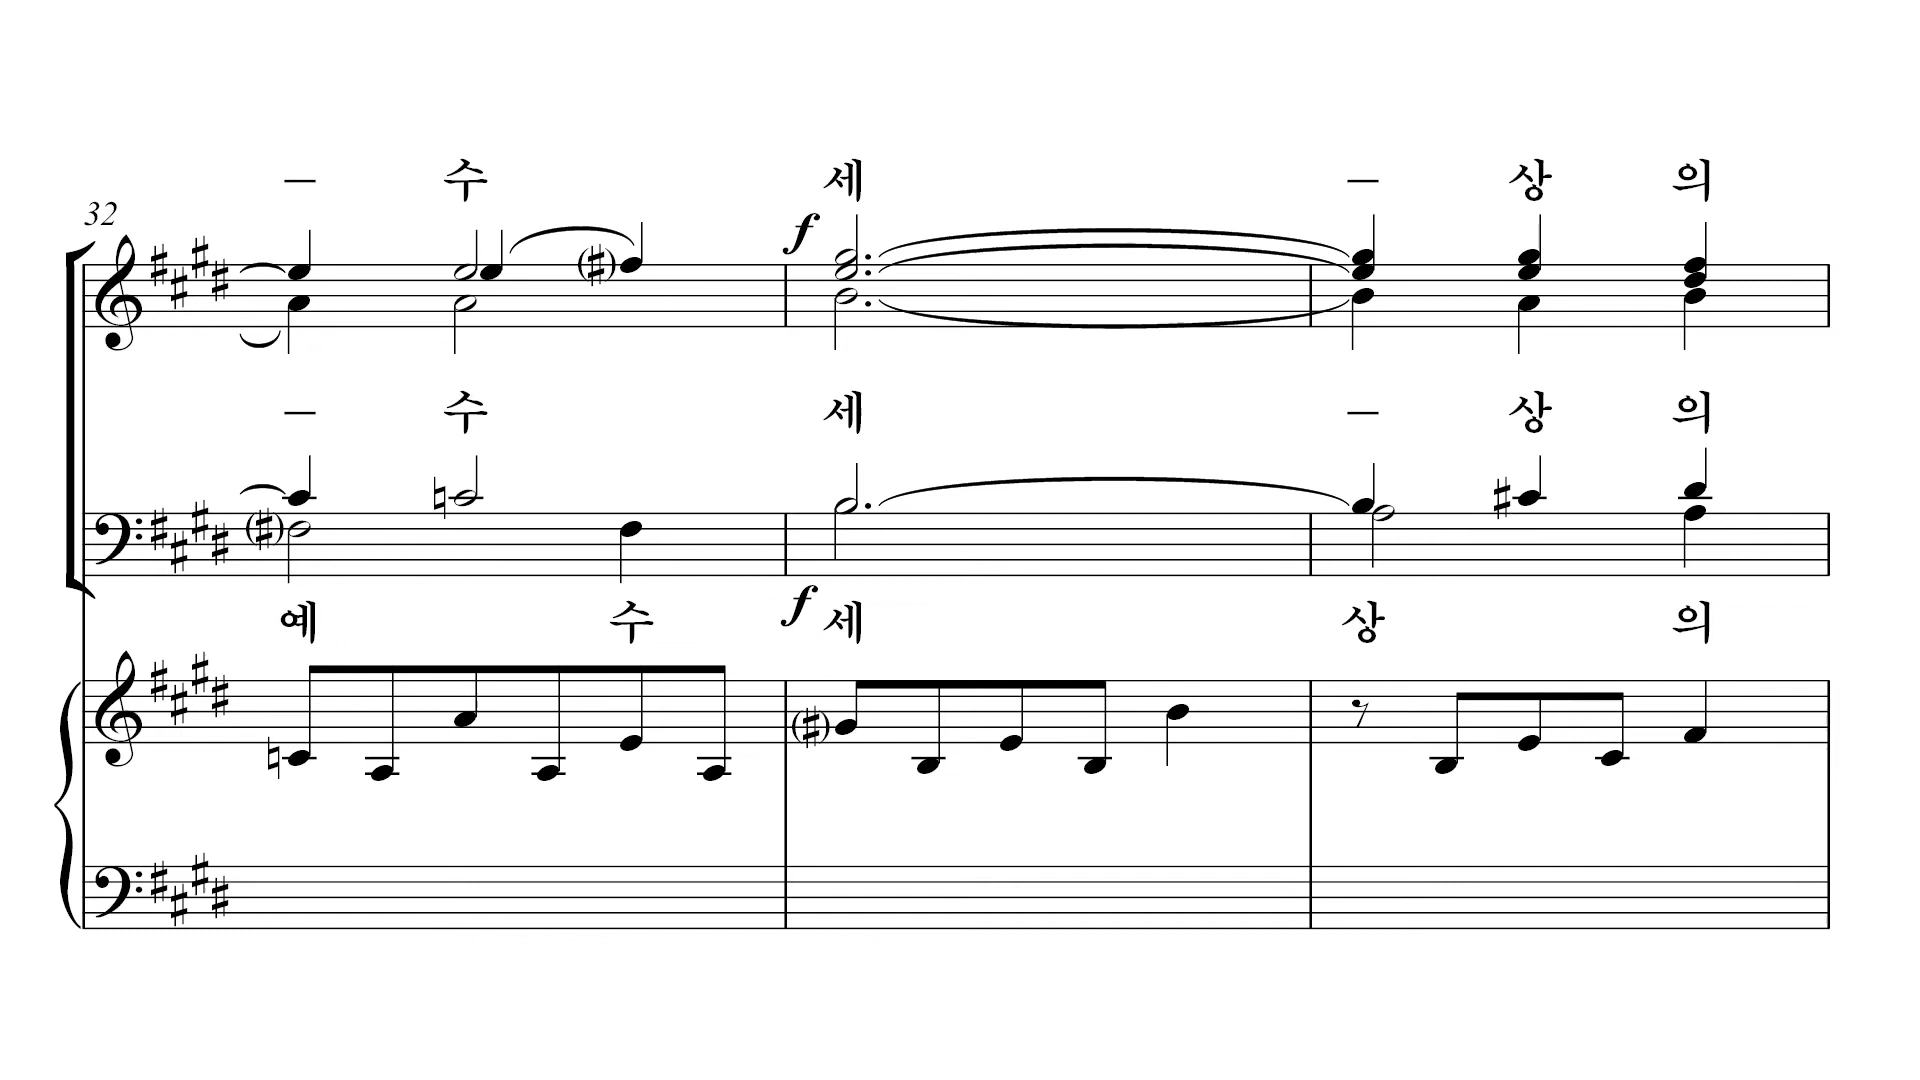 — 수 세 — 상 의
32
f
— 수 세 — 상 의
f
예 수 세 상 의